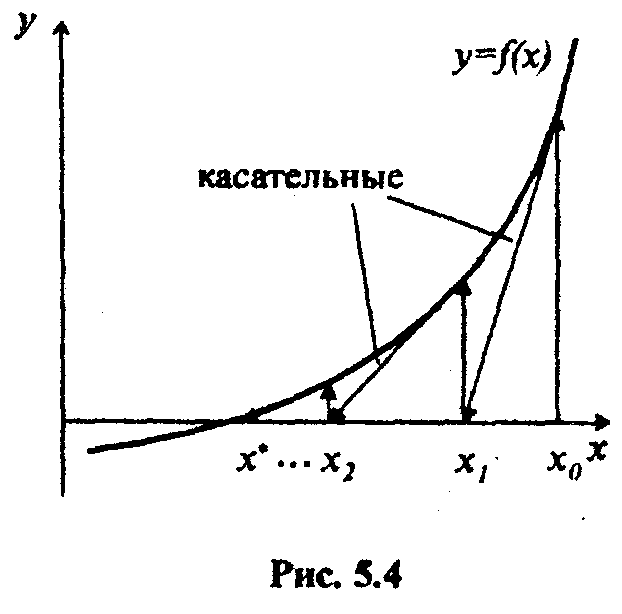 y
y=f(x)
касательные
x* ... x₂
x₁
x₀ x
Рис. 5.4